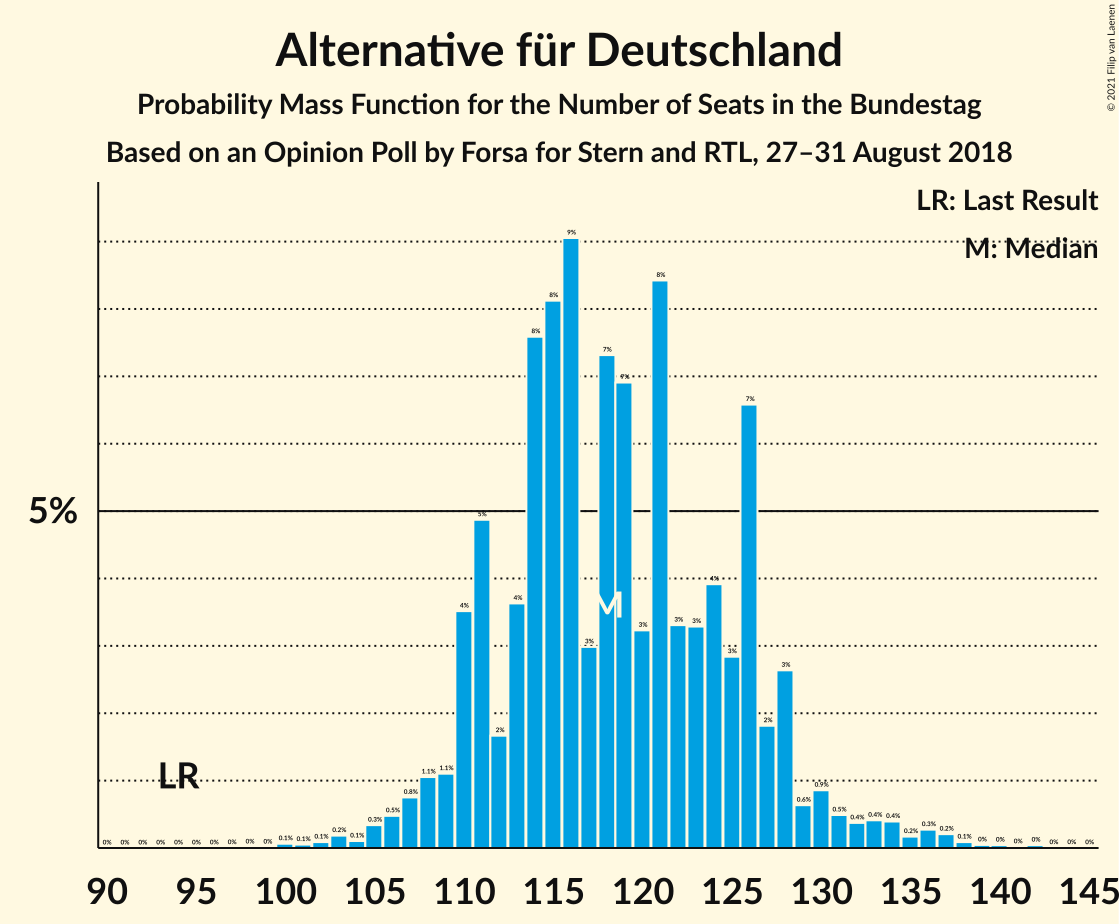 Alternative für Deutschland
Probability Mass Function for the Number of Seats in the Bundestag
Based on an Opinion Poll by Forsa for Stern and RTL, 27–31 August 2018
© 2021 Filip van Laenen
LR: Last Result
M: Median
5%
LR
M
0% 0% 0% 0% 0% 0% 0% 0% 0% 0% 0.1% 0.1% 0.1% 0.2% 0.1% 0.3% 0.5% 0.8% 1.1% 1.1% 4% 5% 2% 4% 8% 8% 9% 3% 7% 7% 3% 8% 3% 3% 4% 3% 7% 2% 3% 0.6% 0.9% 0.5% 0.4% 0.4% 0.4% 0.2% 0.3% 0.2% 0.1% 0% 0% 0% 0% 0% 0% 0%
90 95 100 105 110 115 120 125 130 135 140 145